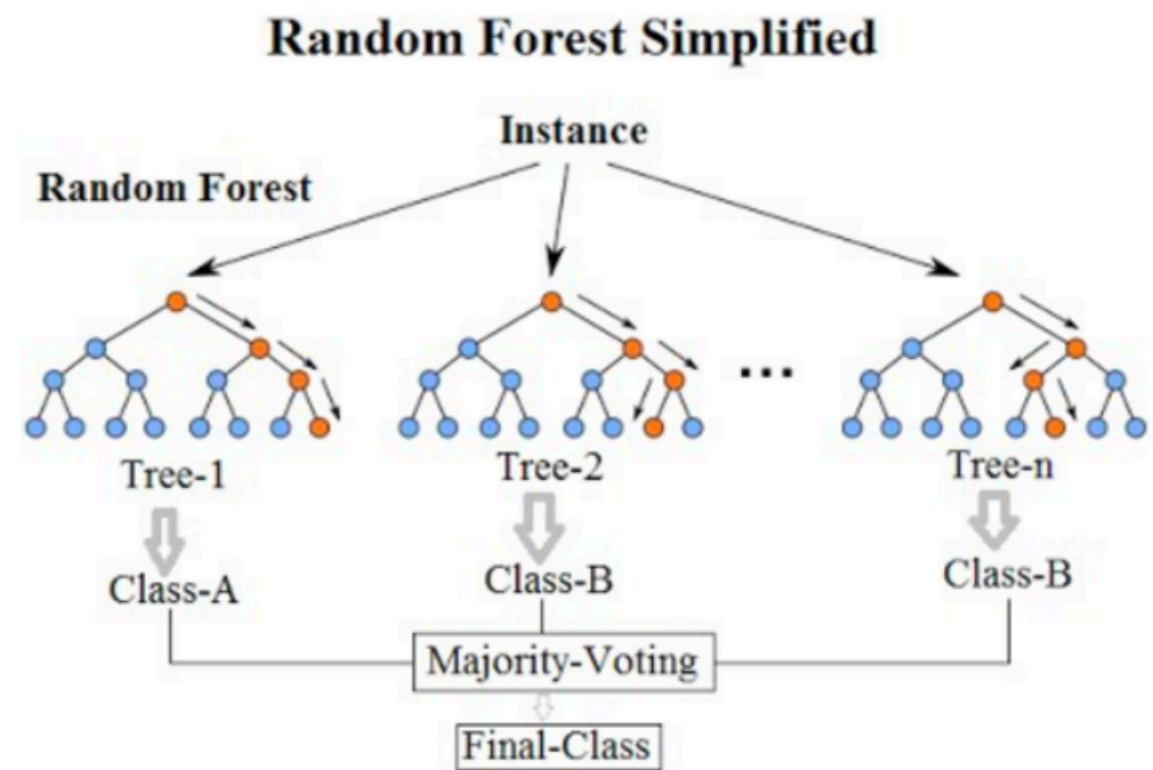 Random Forest Simplified
Instance
Random Forest
...
Tree-1
Tree-2
Tree-n
Class-A
Class-B
Class-B
Majority-Voting
Final-Class